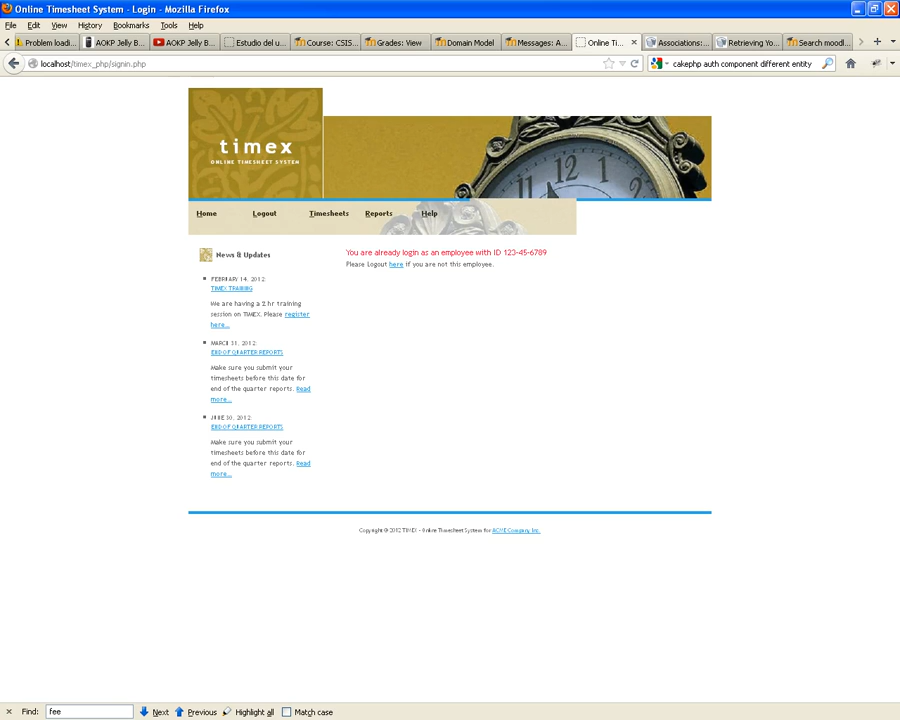 Online Timesheet System - Login - Mozilla Firefox
File Edit View History Bookmarks Tools Help
Problem loadi... AOKP Jelly B... AOKP Jelly B... Estudio del u... Course: CSIS... Grades: View Domain Model Messages: A... Online Ti... Associations:... Retrieving Yo... Search moodl...
localhost/timex_php/signin.php cakephp auth component different entity
timex
ONLINE TIMESHEET SYSTEM
12 1
11
Home Logout Timesheets Reports Help
News & Updates
FEBRUARY 14, 2012
TIMEX TRAINING
We are having a 2 hr training
session on TIMEX. Please register
here...
MARCH 31, 2012
END OF QUARTER REPORTS
Make sure you submit your
timesheets before this date for
end of the quarter reports. Read
more...
JUNE 30, 2012
END OF QUARTER REPORTS
Make sure you submit your
timesheets before this date for
end of the quarter reports. Read
more...
You are already login as an employee with ID 123-45-6789
Please Logout here if you are not this employee.
Copyright © 2012 TIMEX - Online Timesheet System for ACME Company, Inc.
Find: fee Next Previous Highlight all Match case